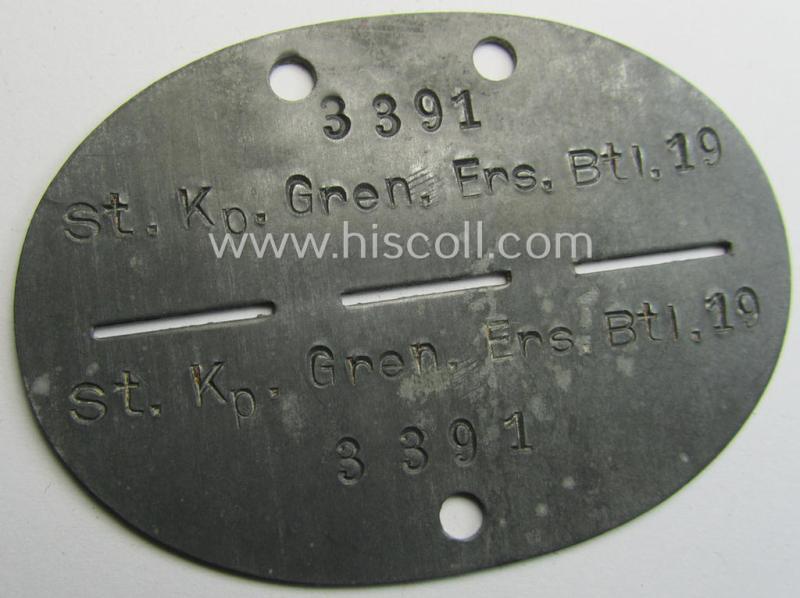 3391
St. Kp. Gren. Ers. Btl. 19
www.hiscoll.com
St. Kp. Gren. Ers. Btl. 19
3391